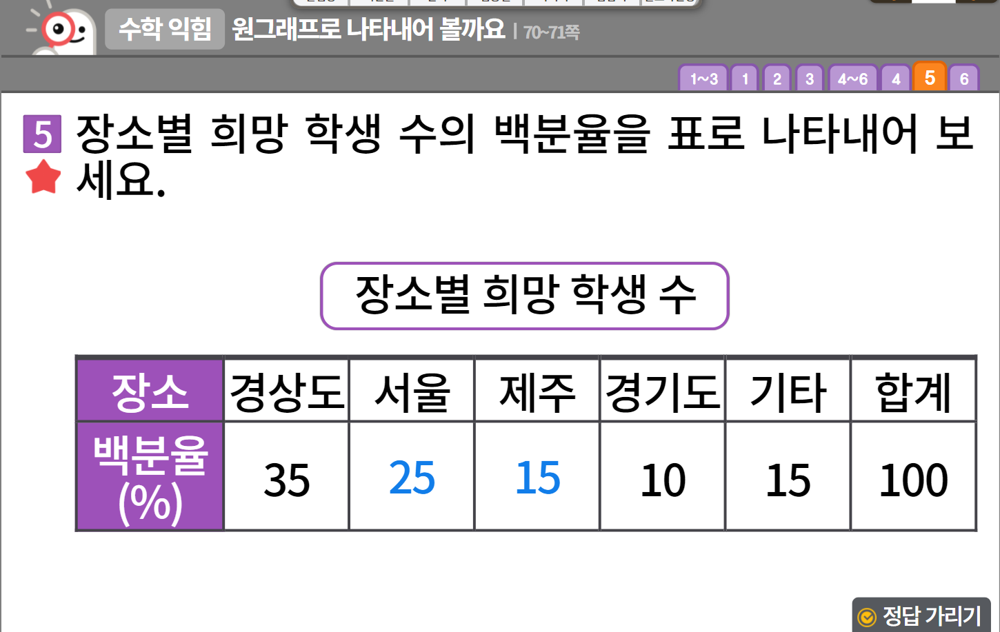 수학 익힘 원그래프로 나타내어 볼까요 | 70~71쪽
1~3 1 2 3 4~6 4 5 6
5 장소별 희망 학생 수의 백분율을 표로 나타내어 보
세요.
장소별 희망 학생 수
장소 경상도 서울 제주 경기도 기타 합계
백분율
(%) 35 25 15 10 15 100
정답 가리기